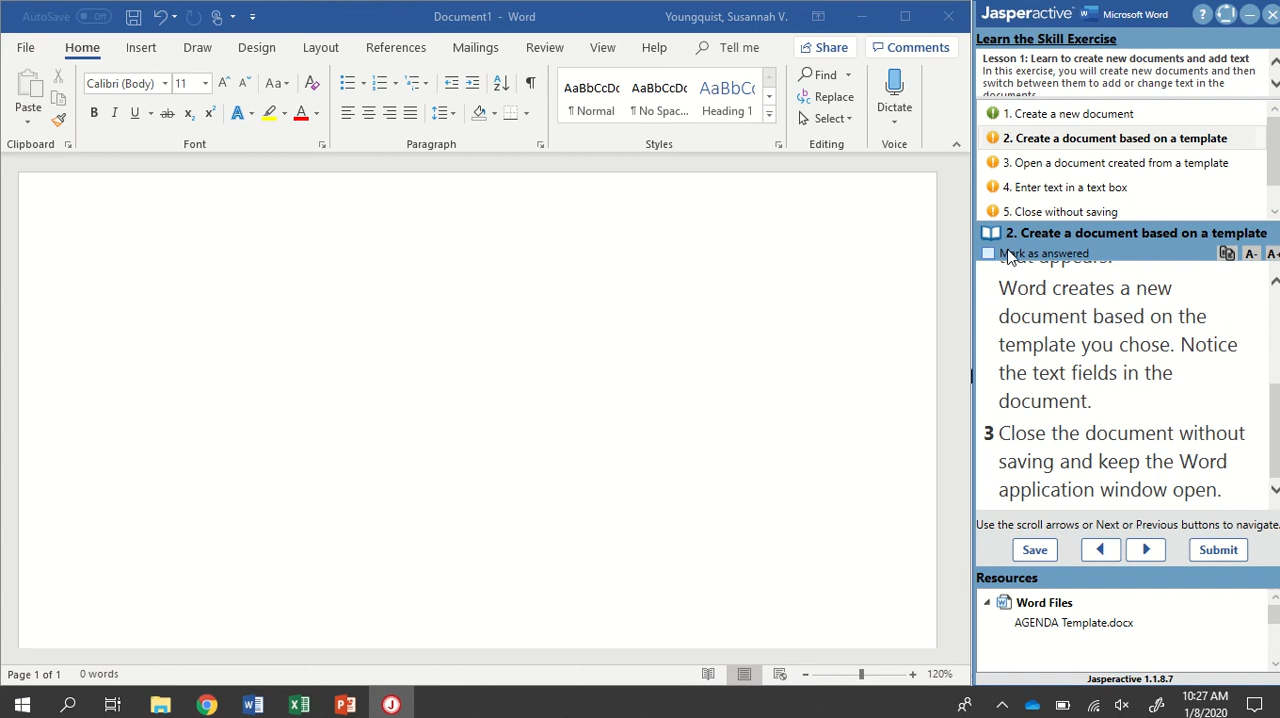 AutoSave Off Document1 - Word Youngquist, Susannah V.
File Home Insert Draw Design Layout References Mailings Review View Help Tell me Share Comments
Paste
Calibri (Body) 11 A A Aa A
B I U ab x₂ x² A A
AaBbCcDc AaBbCcDc AaBbC
¶ Normal ¶ No Spac... Heading 1
Find
Replace
Select
Dictate
Clipboard Font Paragraph Styles Editing Voice
Page 1 of 1 0 words 120%
Jasperactive Microsoft Word
Learn the Skill Exercise
Lesson 1: Learn to create new documents and add text
In this exercise, you will create new documents and then
switch between them to add or change text in the
documents
1. Create a new document
2. Create a document based on a template
3. Open a document created from a template
4. Enter text in a text box
5. Close without saving
2. Create a document based on a template
Mark as answered A- A+
that appears.
Word creates a new
document based on the
template you chose. Notice
the text fields in the
document.
3 Close the document without
saving and keep the Word
application window open.
Use the scroll arrows or Next or Previous buttons to navigate.
Save Submit
Resources
Word Files
AGENDA Template.docx
Jasperactive 1.1.8.7
10:27 AM
1/8/2020